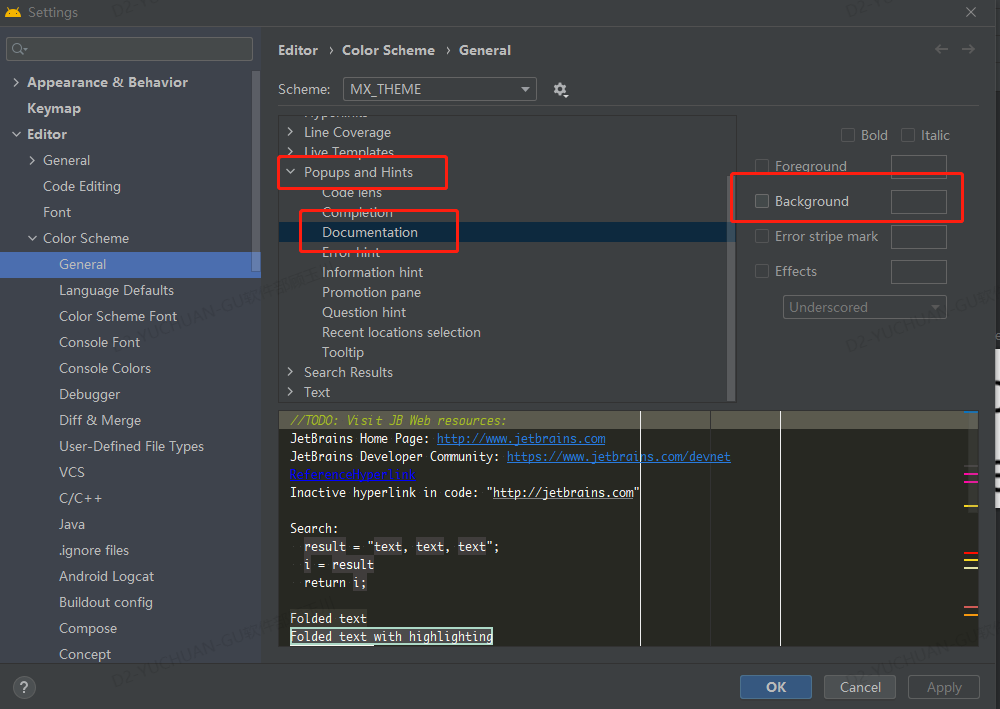 Settings
Appearance & Behavior
Keymap
Editor
General
Code Editing
Font
Color Scheme
General
Language Defaults
Color Scheme Font
Console Font
Console Colors
Debugger
Diff & Merge
User-Defined File Types
VCS
C/C++
Java
.ignore files
Android Logcat
Buildout config
Compose
Concept
Editor › Color Scheme › General
Scheme: MX_THEME
Hyperlinks
Line Coverage
Live Templates
Popups and Hints
Code lens
Completion
Documentation
Error hint
Information hint
Promotion pane
Question hint
Recent locations selection
Tooltip
Search Results
Text
Bold Italic
Foreground
Background
Error stripe mark
Effects
Underscored
//TODO: Visit JB Web resources:
JetBrains Home Page: http://www.jetbrains.com
JetBrains Developer Community: https://www.jetbrains.com/devnet
ReferenceHyperlink
Inactive hyperlink in code: "http://jetbrains.com"
Search:
result = "text, text, text";
i = result
return i;
Folded text
Folded text with highlighting
?
OK
Cancel
Apply